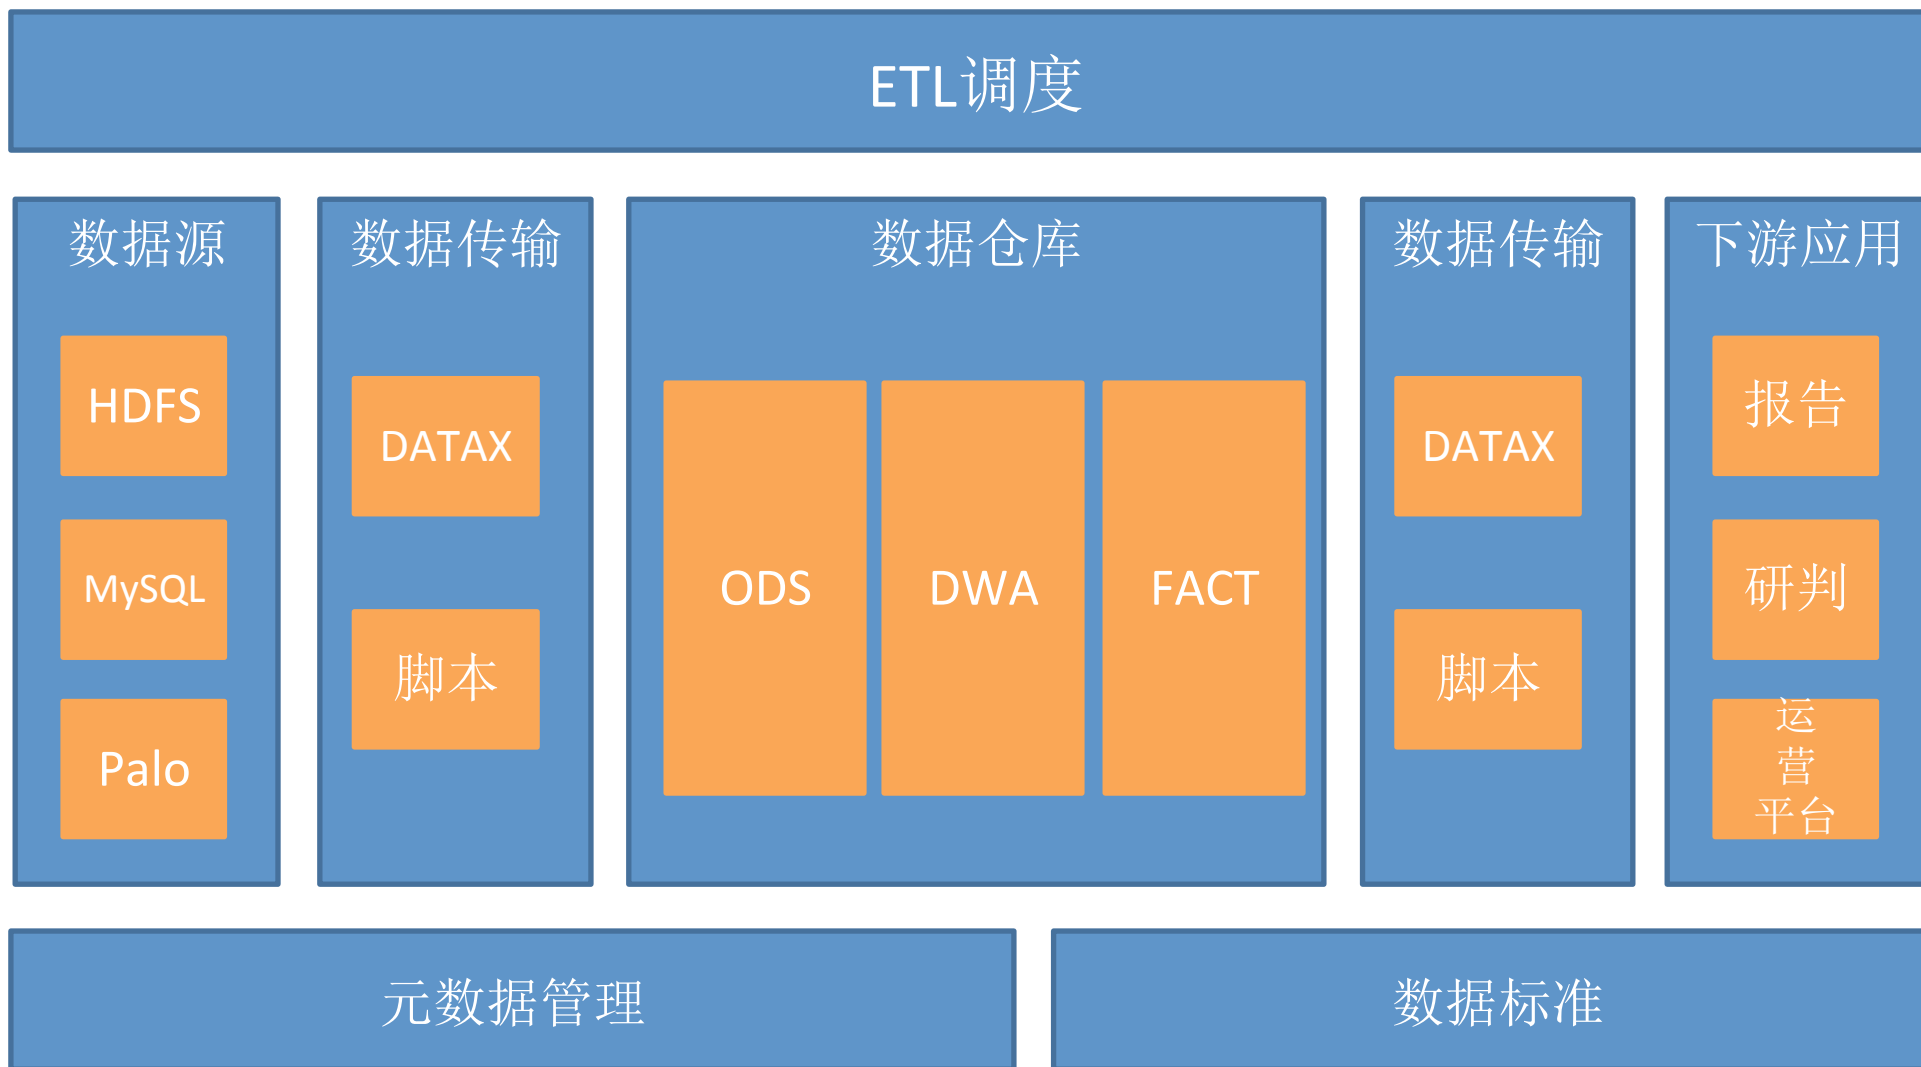 ETL调度
数据源
HDFS
MySQL
Palo
数据传输
DATAX
脚本
数据仓库
ODS
DWA
FACT
数据传输
DATAX
脚本
下游应用
报告
研判
运
营
平台
元数据管理
数据标准